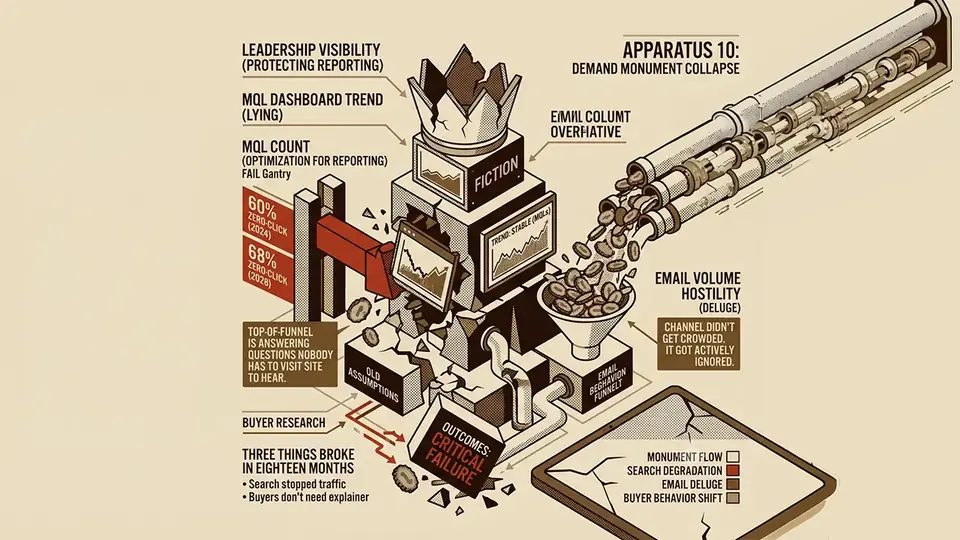 LEADERSHIP VISIBILITY
(PROTECTING REPORTING)
MQL DASHBOARD TREND
(LYING)
MQL COUNT
(OPTIMIZATION FOR REPORTING)
FAIL Gantry
60%
ZERO-CLICK
(2024)
68%
ZERO-CLICK
(2026)
TOP-OF-FUNNEL
IS ANSWERING
QUESTIONS NOBODY
HAS TO VISIT SITE
TO HEAR.
BUYER RESEARCH
THREE THINGS BROKE
IN EIGHTEEN MONTHS
• Search stopped traffic
• Buyers don't need explainer
FICTION
TREND: STABLE (MQLs)
OLD
ASSUMPTIONS
OUTCOMES:
CRITICAL
FAILURE
APPARATUS 10:
DEMAND MONUMENT COLLAPSE
COLUMT
EMAIL
EMAIL VOLUME
HOSTILITY
(DELUGE)
CHANNEL DIDN'T
GET CROWDED.
IT GOT ACTIVELY
IGNORED.
MONUMENT FLOW
SEARCH DEGRADATION
EMAIL DELUGE
BUYER BEHAVIOR SHIFT